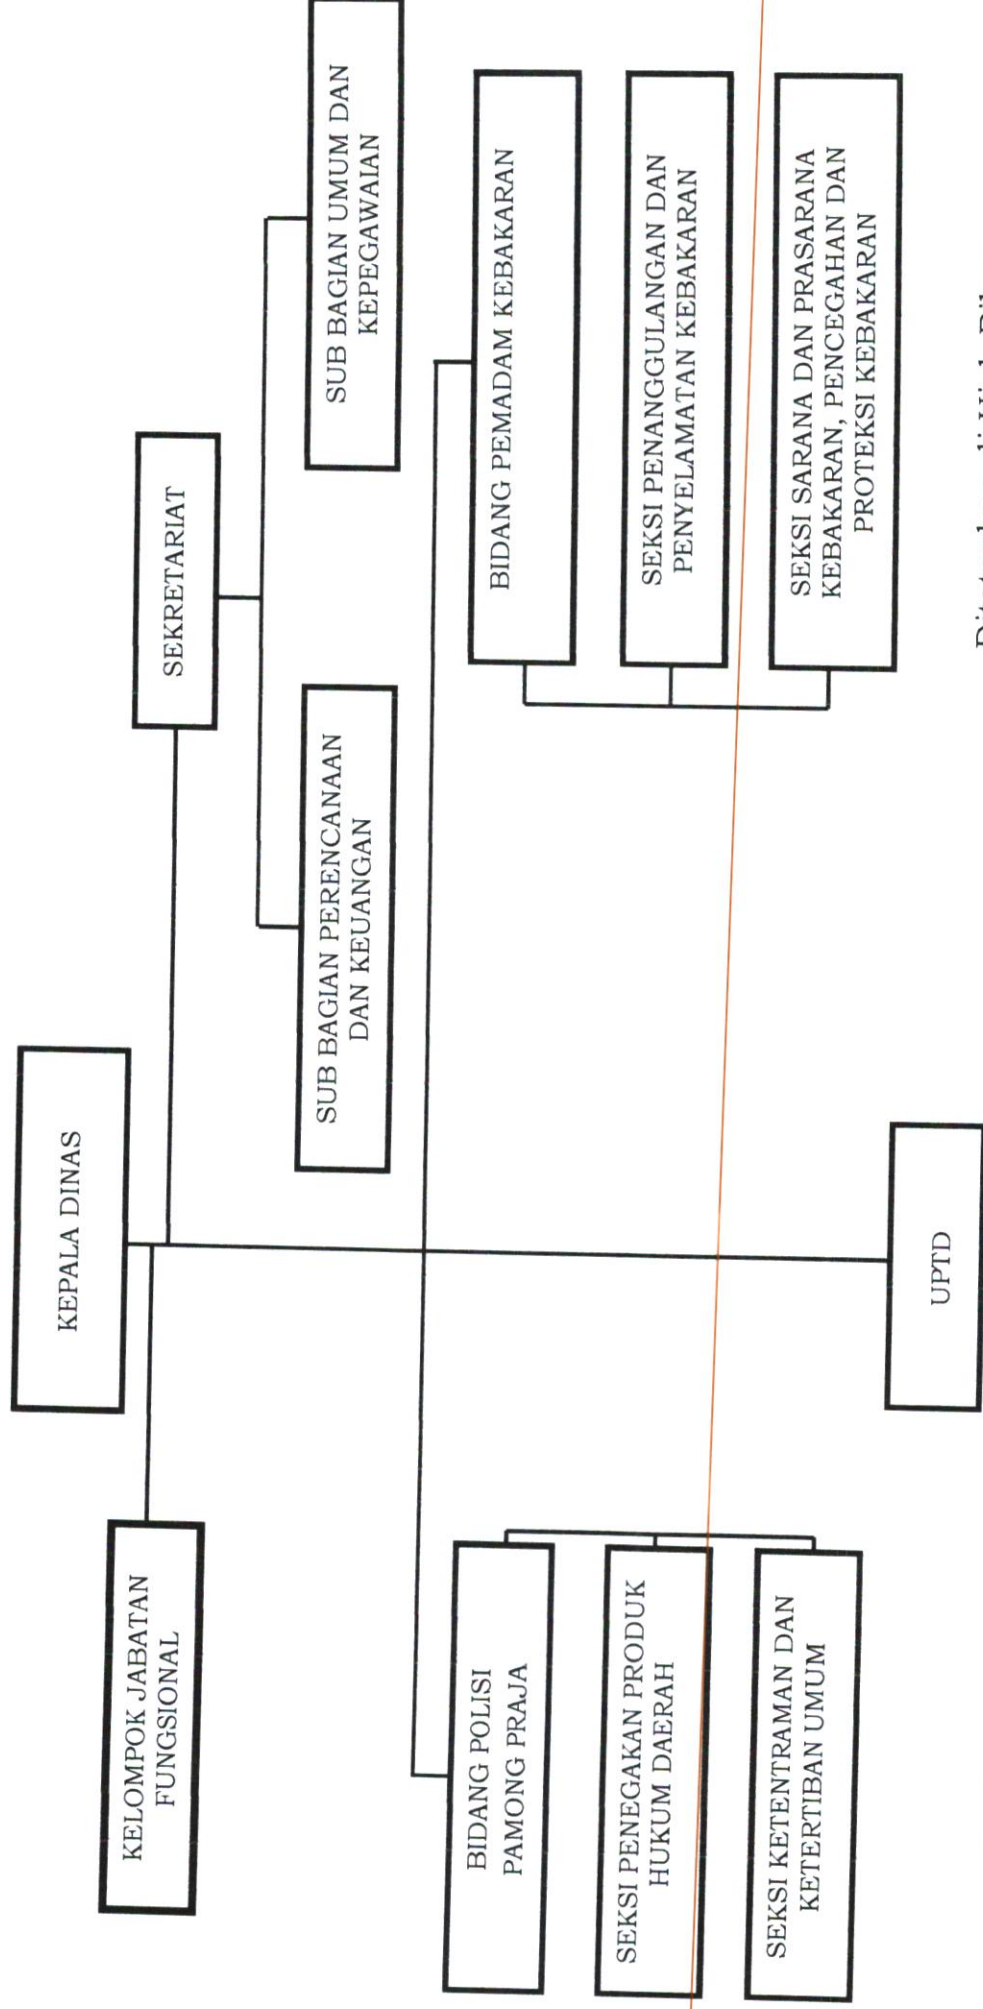 KEPALA DINAS
KELOMPOK JABATAN
FUNGSIONAL
SEKRETARIAT
SUB BAGIAN PERENCANAAN
DAN KEUANGAN
SUB BAGIAN UMUM DAN
KEPEGAWAIAN
BIDANG POLISI
PAMONG PRAJA
SEKSI PENEGAKAN PRODUK
HUKUM DAERAH
SEKSI KETENTRAMAN DAN
KETERTIBAN UMUM
BIDANG PEMADAM KEBAKARAN
SEKSI PENANGGULANGAN DAN
PENYELAMATAN KEBAKARAN
SEKSI SARANA DAN PRASARANA
KEBAKARAN, PENCEGAHAN DAN
PROTEKSI KEBAKARAN
UPTD